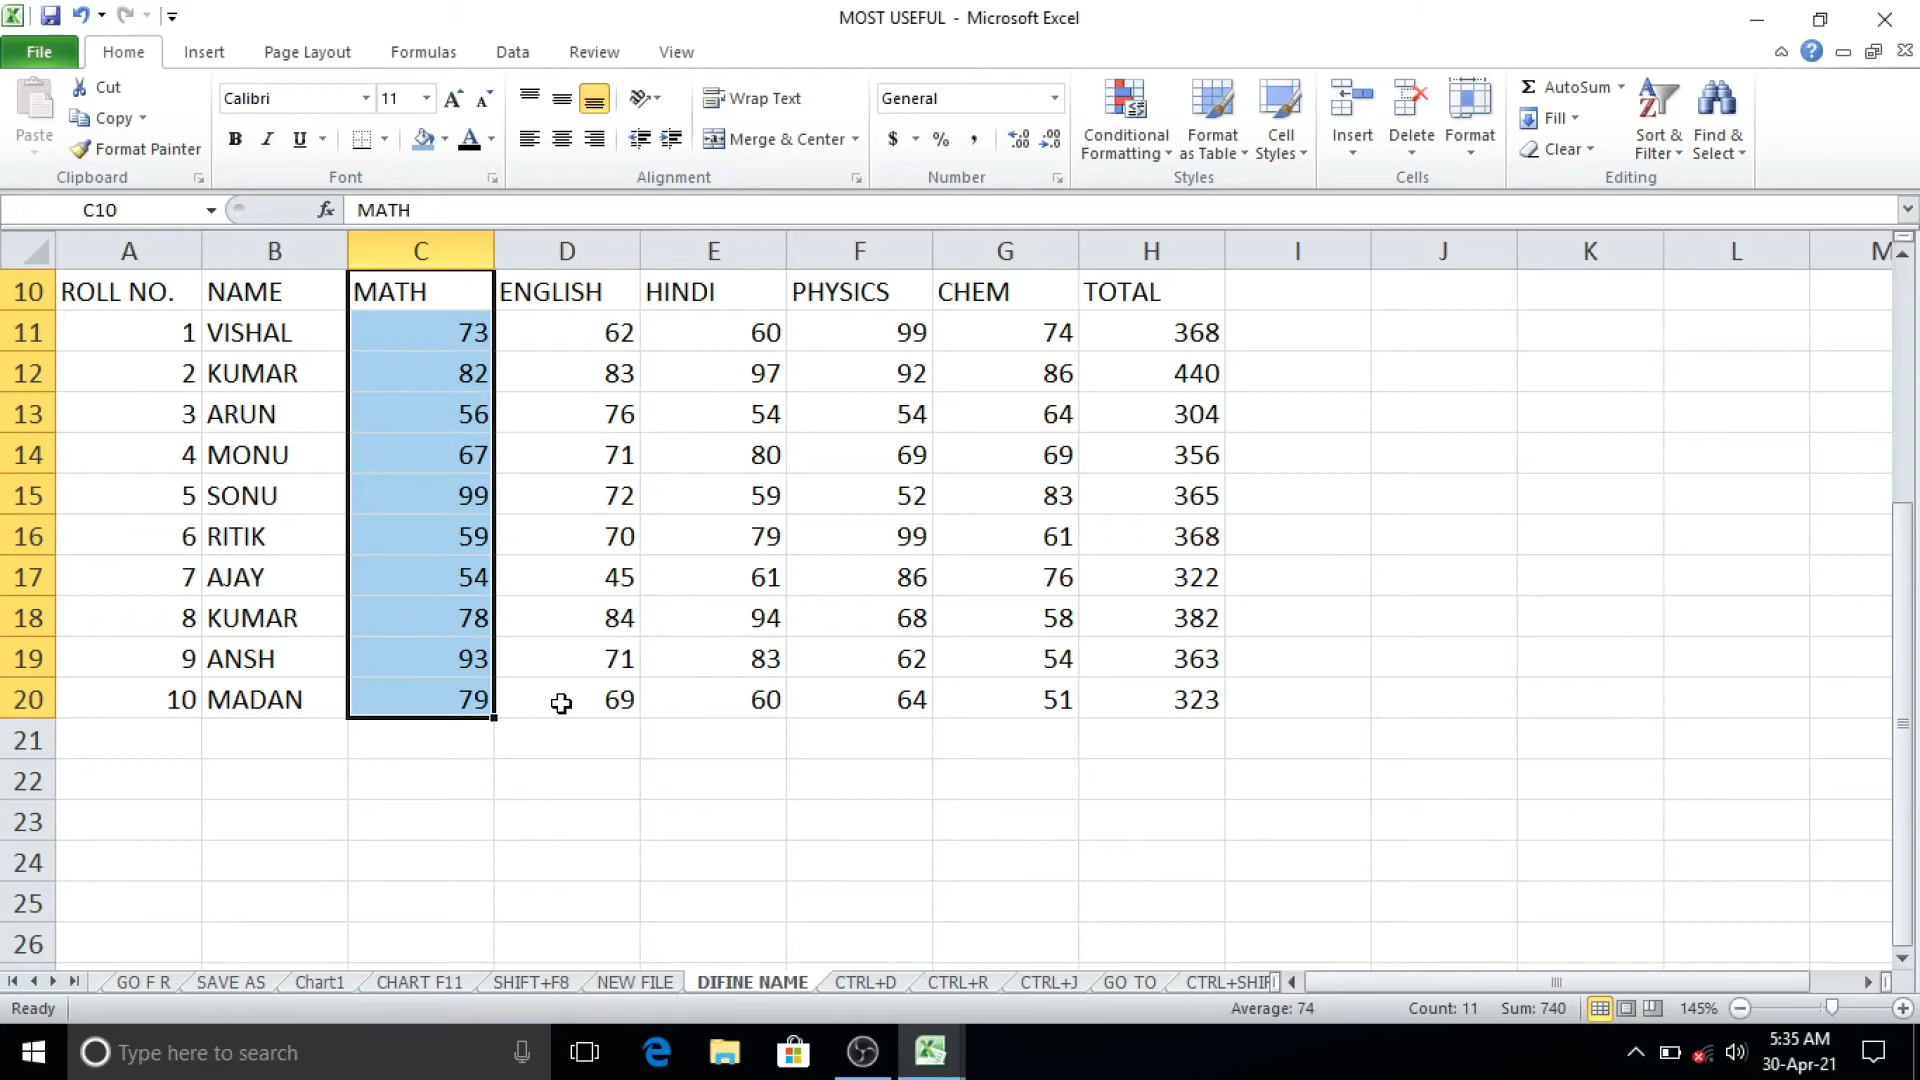 MOST USEFUL - Microsoft Excel
File Home Insert Page Layout Formulas Data Review View
Paste Cut Copy Format Painter Clipboard
Calibri 11 B I U A Font
Wrap Text Merge & Center Alignment
General $ % , Number
Conditional Formatting Format as Table Cell Styles Styles
Insert Delete Format Cells
Σ AutoSum Fill Clear Sort & Filter Find & Select Editing
C10 fx MATH
A B C D E F G H I J K L M
10 ROLL NO. NAME MATH ENGLISH HINDI PHYSICS CHEM TOTAL
11 1 VISHAL 73 62 60 99 74 368
12 2 KUMAR 82 83 97 92 86 440
13 3 ARUN 56 76 54 54 64 304
14 4 MONU 67 71 80 69 69 356
15 5 SONU 99 72 59 52 83 365
16 6 RITIK 59 70 79 99 61 368
17 7 AJAY 54 45 61 86 76 322
18 8 KUMAR 78 84 94 68 58 382
19 9 ANSH 93 71 83 62 54 363
20 10 MADAN 79 69 60 64 51 323
21
22
23
24
25
26
GO F R SAVE AS Chart1 CHART F11 SHIFT+F8 NEW FILE DIFINE NAME CTRL+D CTRL+R CTRL+J GO TO CTRL+SHIF
Ready Average: 74 Count: 11 Sum: 740 145%
Type here to search 5:35 AM
30-Apr-21